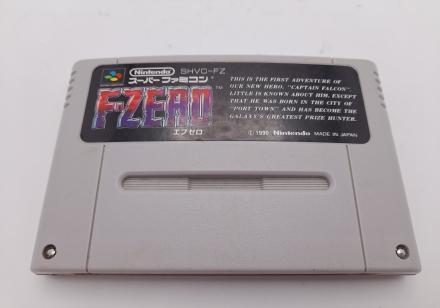 Nintendo SHVC-FZ
スーパーファミコン
F-ZERO™
エフゼロ
THIS IS THE FIRST ADVENTURE OF
OUR NEW HERO, "CAPTAIN FALCON".
LITTLE IS KNOWN ABOUT HIM, EXCEPT
THAT HE WAS BORN IN THE CITY OF
"PORT TOWN". AND HAS BECOME THE
GALAXY'S GREATEST PRIZE HUNTER.
© 1990 Nintendo MADE IN JAPAN